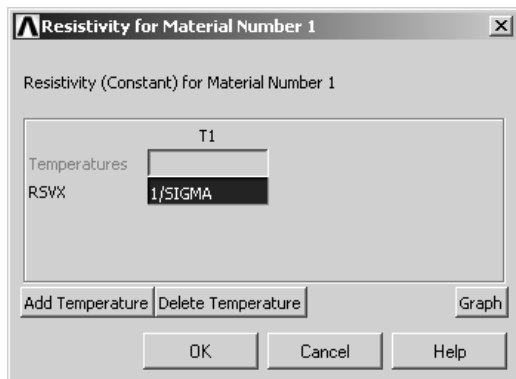 Resistivity for Material Number 1
Resistivity (Constant) for Material Number 1
T1
Temperatures
RSVX 1/SIGMA
Add Temperature Delete Temperature Graph
OK Cancel Help